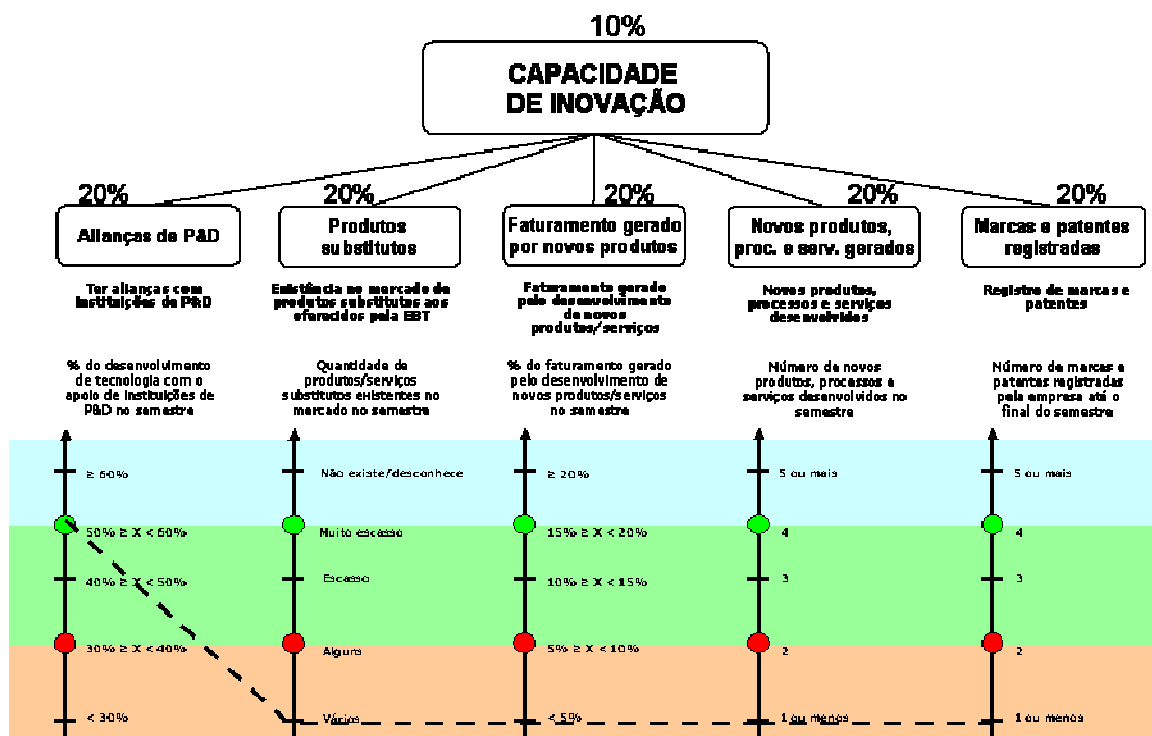 10%
CAPACIDADE
DE INOVAÇÃO
20%
20%
20%
20%
20%
Alianças de P&D
Produtos
substitutos
Faturamento gerado
por novos produtos
Novos produtos,
proc. e serv. gerados
Marcas e patentes
registradas
Ter alianças com
instituições de P&D
Existência no mercado de
produtos substitutos aos
oferecidos pela EBT
Faturamento gerado
pelo desenvolvimento
de novos
produtos/serviços
Novos produtos,
processos e serviços
desenvolvidos
Registro de marcas e
patentes
% do desenvolvimento
de tecnologia com o
apoio de instituições de
P&D no semestre
Quantidade de
produtos/serviços
substitutos existentes no
mercado no semestre
% do faturamento gerado
pelo desenvolvimento de
novos produtos/serviços
no semestre
Número de novos
produtos, processos e
serviços desenvolvidos no
semestre
Número de marcas e
patentes registradas
pela empresa até o
final do semestre
≥ 60%
Não existe/desconhece
≥ 20%
5 ou mais
5 ou mais
50% ≥ X < 60%
Muito escasso
15% ≥ X < 20%
4
4
40% ≥ X < 50%
Escasso
10% ≥ X < 15%
3
3
30% ≥ X < 40%
Alguns
5% ≥ X < 10%
2
2
< 30%
Vários
< 5%
1 ou menos
1 ou menos